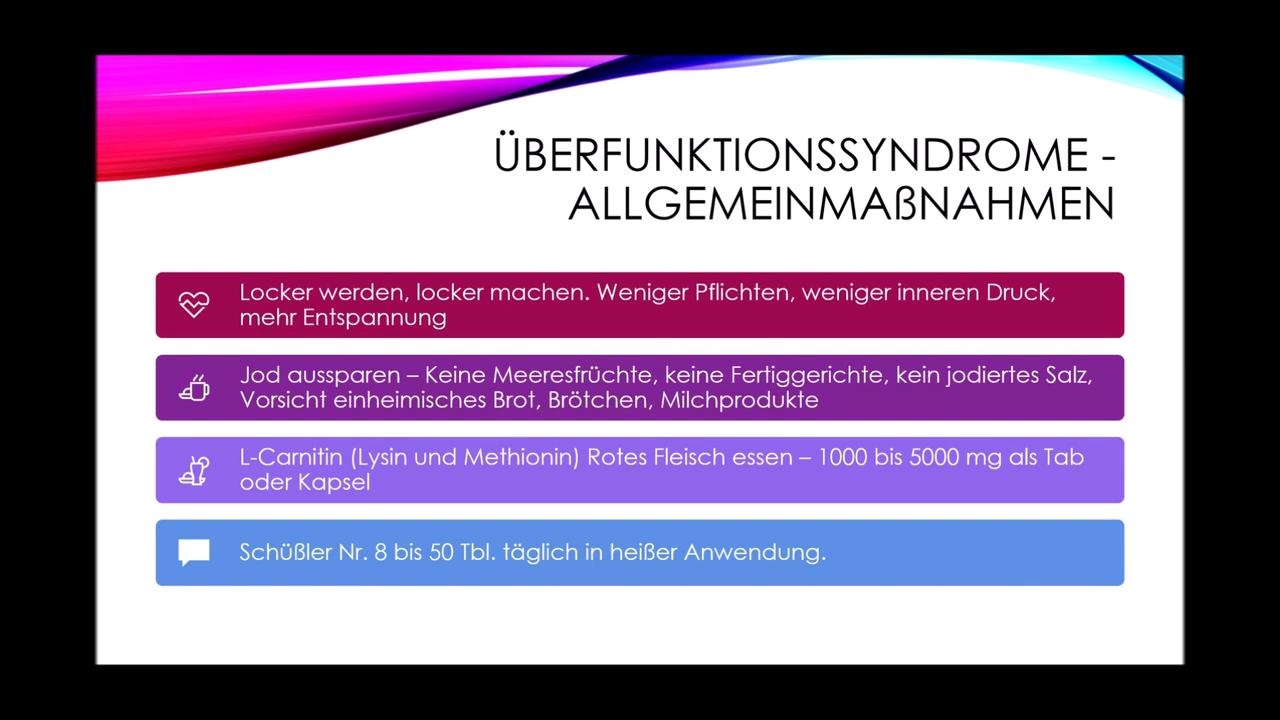 ÜBERFUNKTIONSSYNDROME -
ALLGEMEINMAßNAHMEN
Locker werden, locker machen. Weniger Pflichten, weniger inneren Druck,
mehr Entspannung
Jod aussparen – Keine Meeresfrüchte, keine Fertiggerichte, kein jodiertes Salz,
Vorsicht einheimisches Brot, Brötchen, Milchprodukte
L-Carnitin (Lysin und Methionin) Rotes Fleisch essen – 1000 bis 5000 mg als Tab
oder Kapsel
Schüßler Nr. 8 bis 50 Tbl. täglich in heißer Anwendung.